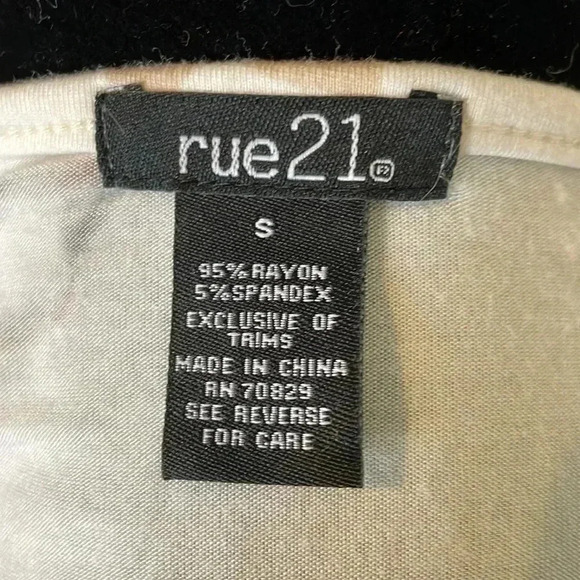 rue21®
S
95% RAYON
5% SPANDEX
EXCLUSIVE OF
TRIMS
MADE IN CHINA
RN 70829
SEE REVERSE
FOR CARE